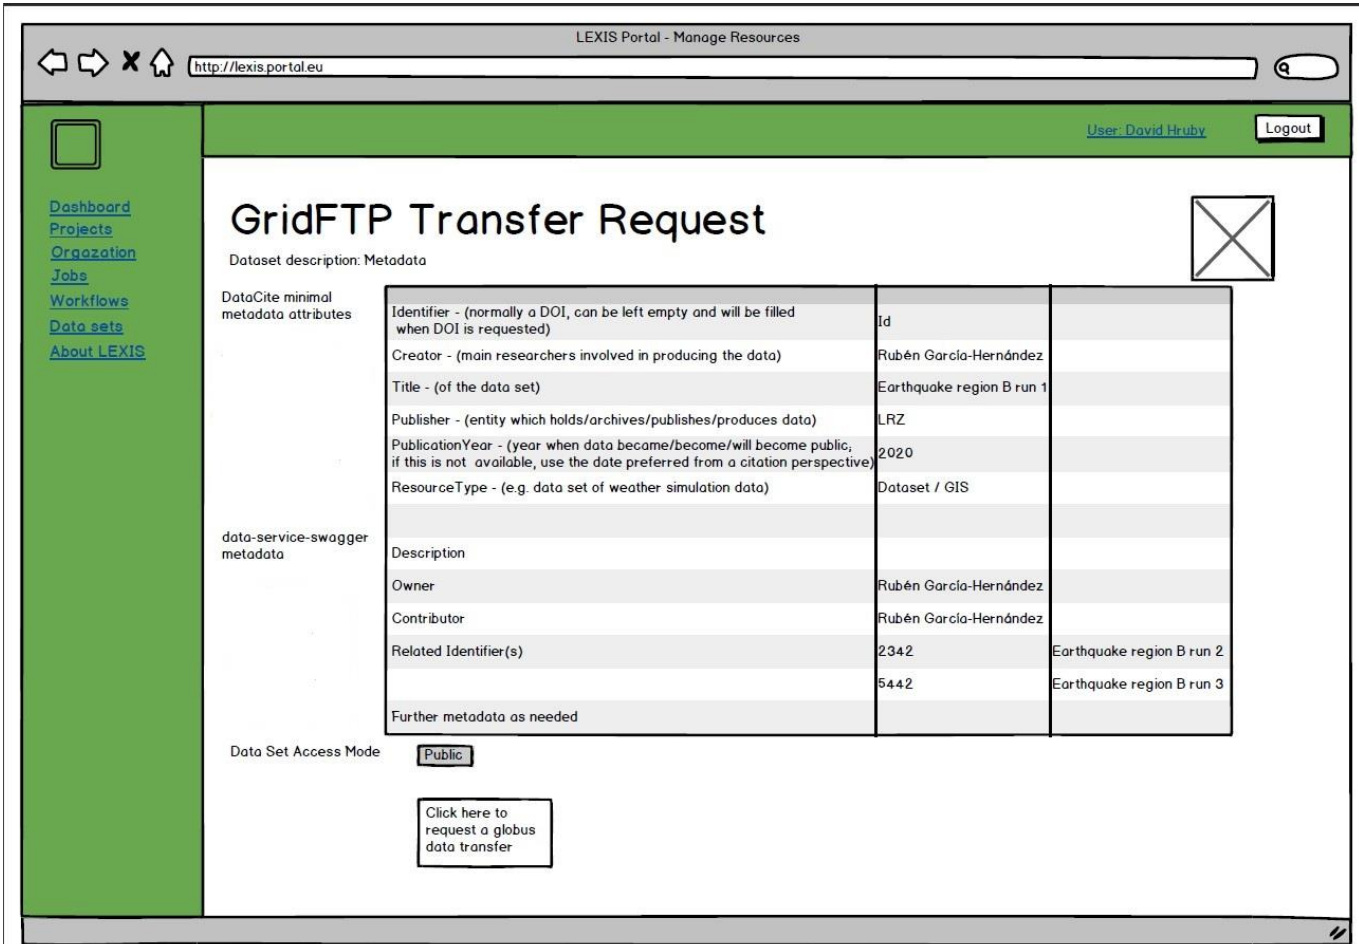 LEXIS Portal - Manage Resources
http://lexis.portal.eu
User: David Hruby
Logout
Dashboard
Projects
Orgazation
Jobs
Workflows
Data sets
About LEXIS
GridFTP Transfer Request
Dataset description: Metadata
DataCite minimal
metadata attributes
Identifier - (normally a DOI, can be left empty and will be filled
when DOI is requested)
Id
Creator - (main researchers involved in producing the data)
Rubén García-Hernández
Title - (of the data set)
Earthquake region B run 1
Publisher - (entity which holds/archives/publishes/produces data)
LRZ
PublicationYear - (year when data became/become/will become public;
if this is not available, use the date preferred from a citation perspective)
2020
ResourceType - (e.g. data set of weather simulation data)
Dataset / GIS
data-service-swagger
metadata
Description
Owner
Rubén García-Hernández
Contributor
Rubén García-Hernández
Related Identifier(s)
2342
Earthquake region B run 2
5442
Earthquake region B run 3
Further metadata as needed
Data Set Access Mode
Public
Click here to
request a globus
data transfer